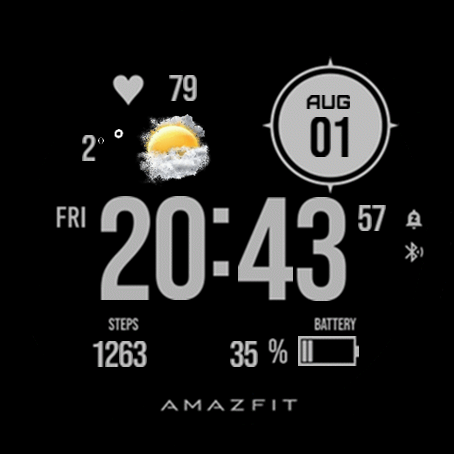 79
AUG
01
2°
FRI 20:43 57
STEPS BATTERY
1263 35 %
AMAZFIT